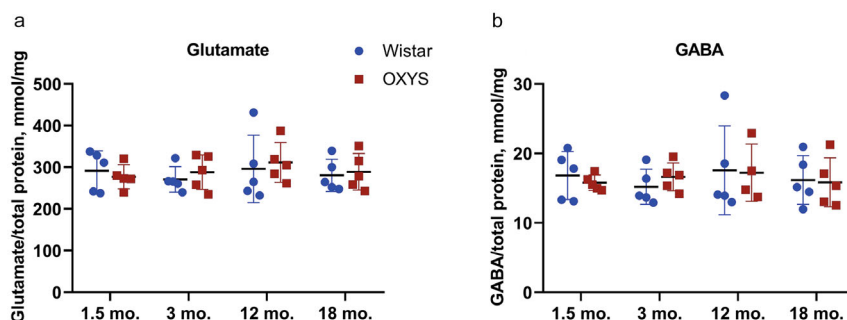 a
Glutamate
Wistar
OXYS
Glutamate/total protein, mmol/mg
500
400
300
200
100
0
1.5 mo. 3 mo. 12 mo. 18 mo.
b
GABA
GABA/total protein, mmol/mg
30
20
10
0
1.5 mo. 3 mo. 12 mo. 18 mo.